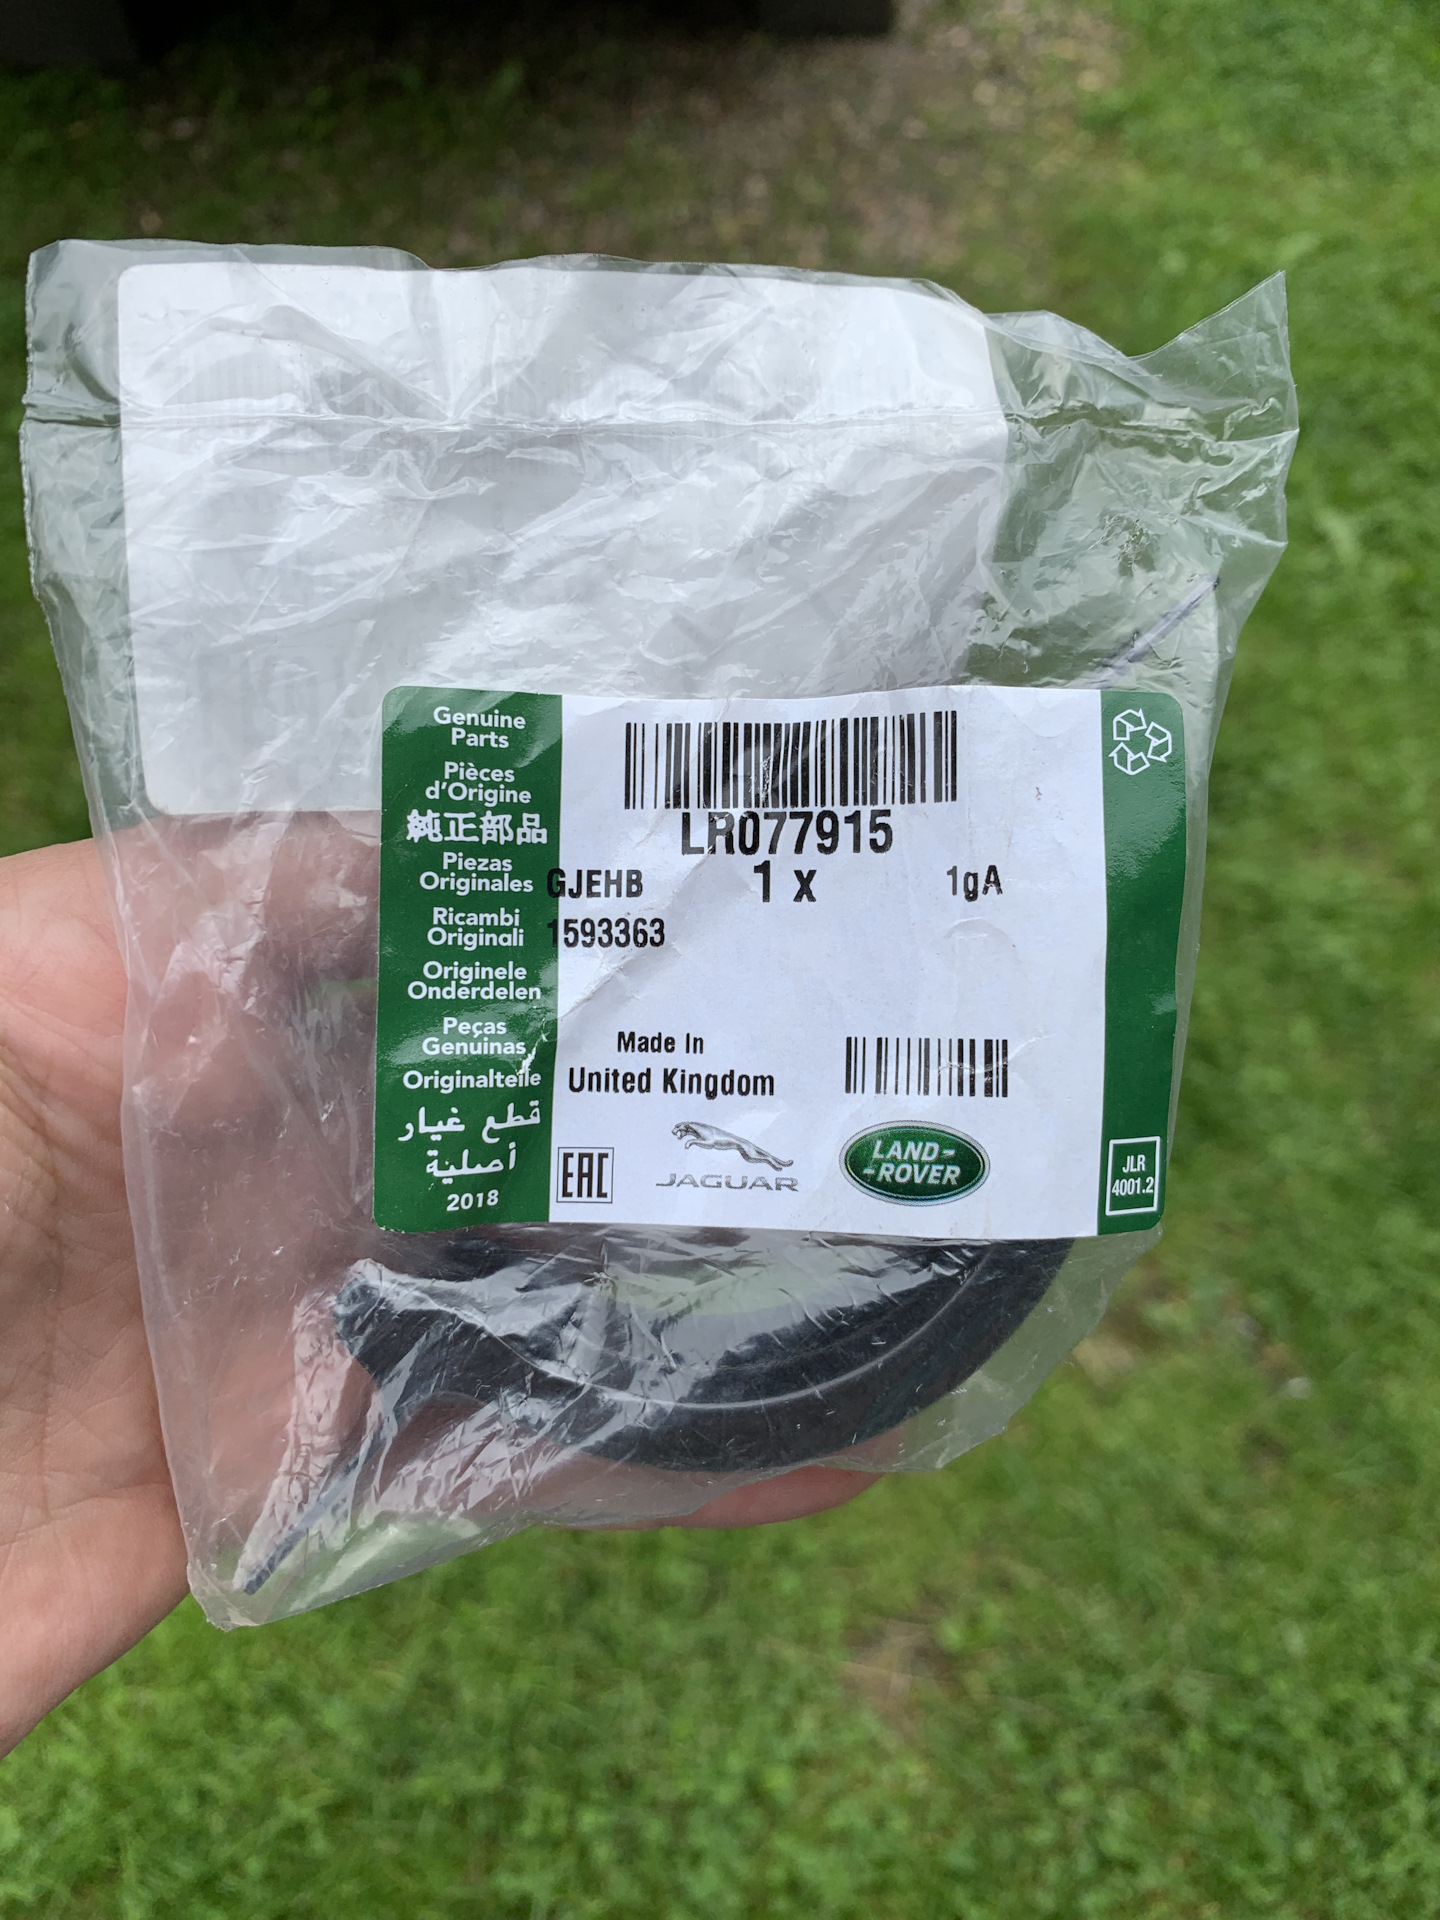 Genuine
Parts
Pièces
d'Origine
純正部品
Piezas
Originales
Ricambi
Originali
Originele
Onderdelen
Peças
Genuinas
Originalteile
قطع غيار
أصلية
2018
LR077915
GJEHB 1 x 1gA
1593363
Made In
United Kingdom
EAC
JAGUAR
LAND-
-ROVER
JLR
4001.2